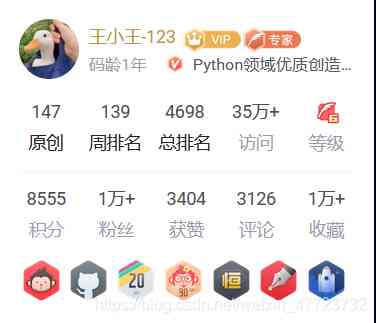 王小王-123 VIP 专家
码龄1年 Python领域优质创造...
147 139 4698 35万+
原创 周排名 总排名 访问 等级
8555 1万+ 3404 3126 1万+
积分 粉丝 获赞 评论 收藏
20
https://blog.csdn.net/weixin_47723732